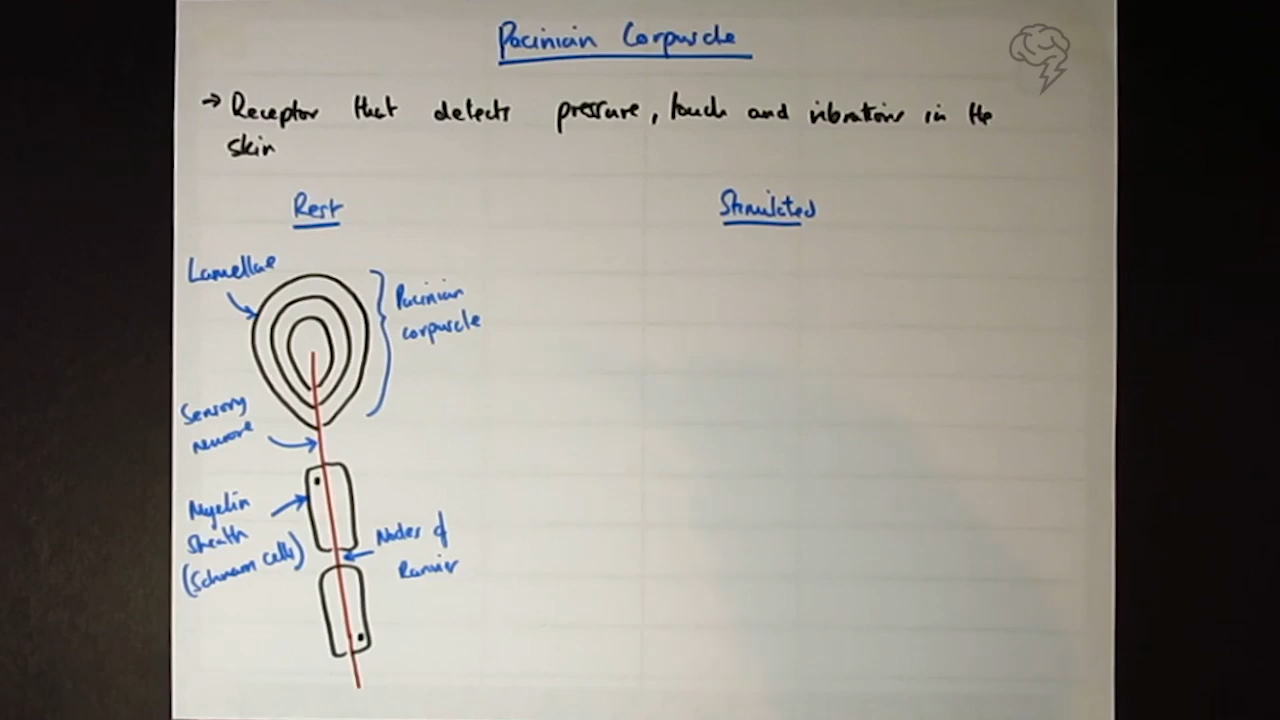 Pacinian Corpuscle
→ Receptor that detects pressure, touch and vibrations in the
skin
Rest
Stimulated
Lamellae
Pacinian
corpuscle
Sensory
neurone
Myelin
Sheath
(Schwann cells)
Nodes of
Ranvier